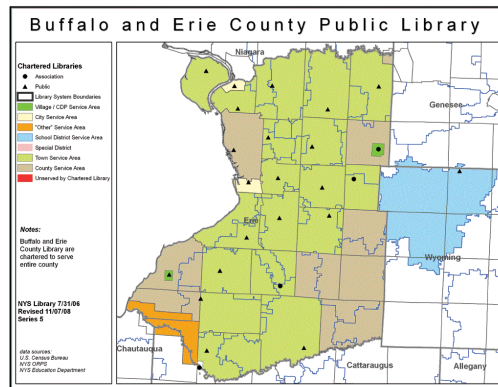 Buffalo and Erie County Public Library
Chartered Libraries
Association
Public
Library System Boundaries
Village / CDP Service Area
City Service Area
"Other" Service Area
School District Service Area
Special District
Town Service Area
County Service Area
Unserved by Chartered Library
Notes:
Buffalo and Erie
County Library are
chartered to serve
entire county
NYS Library 7/31/06
Revised 11/07/08
Series 5
data sources:
U.S. Census Bureau
NYS ORPS
NYS Education Department
Niagara
Genesee
Erie
Wyoming
Chautauqua
Cattaraugus
Allegany